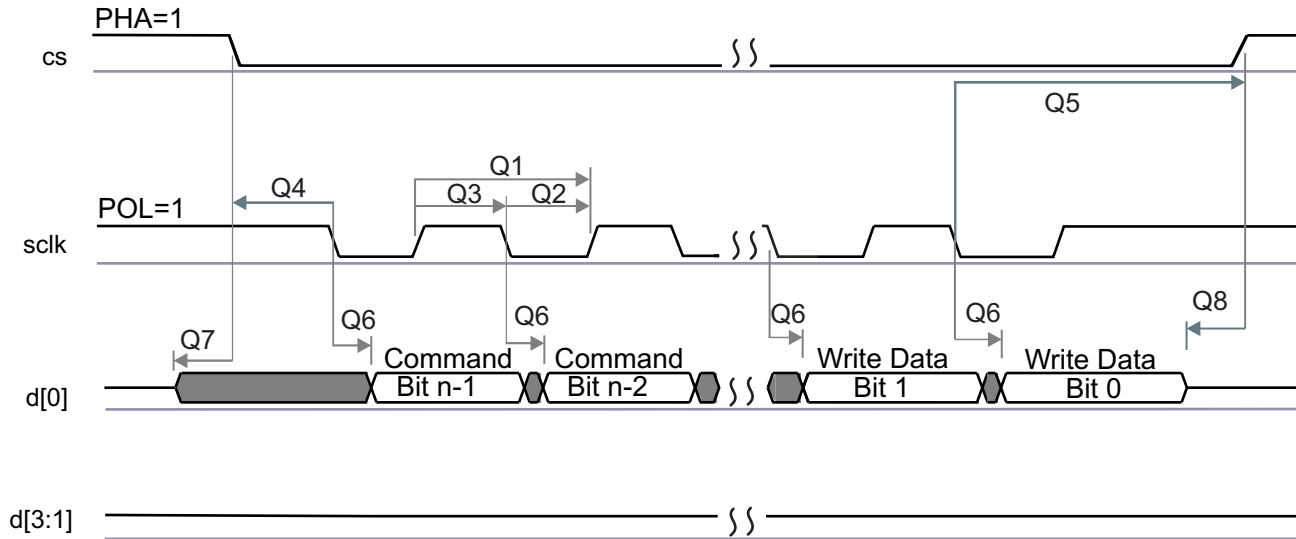 PHA=1
cs
Q5
Q1
Q4
Q3
Q2
POL=1
sclk
Q7
Q6
Q6
Q6
Q6
Q8
Command
Command
Write Data
Write Data
d[0]
Bit n-1
Bit n-2
Bit 1
Bit 0
d[3:1]